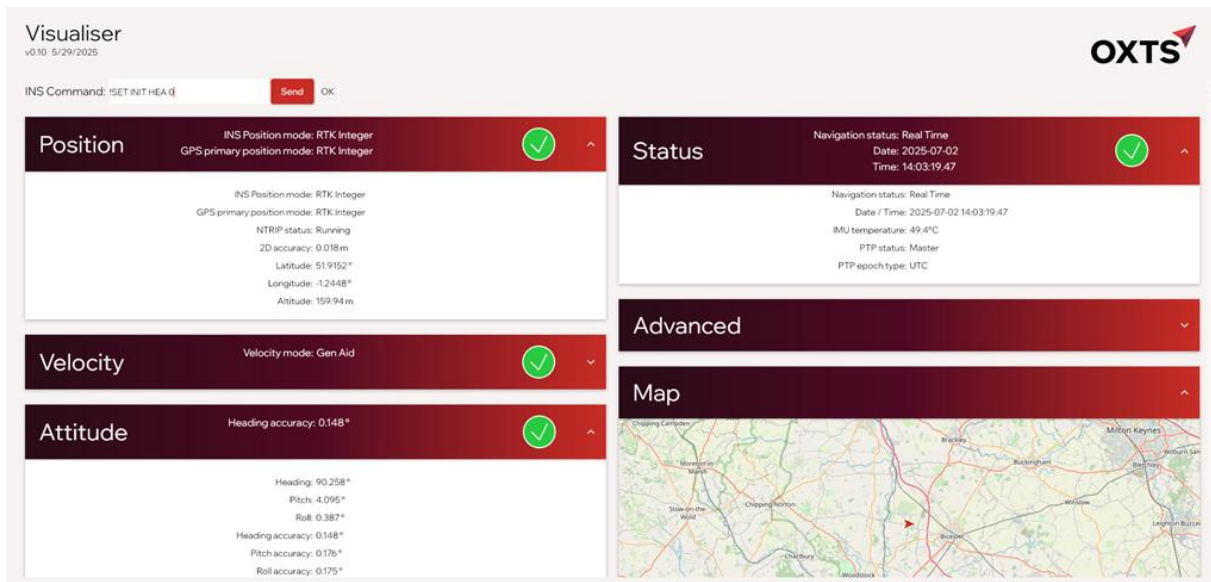 Visualiser
v0.10 5/29/2025
OXTS
INS Command: !SET INIT HEA 0
Send
OK
Position
INS Position mode: RTK Integer
GPS primary position mode: RTK Integer
INS Position mode: RTK Integer
GPS primary position mode: RTK Integer
NTRIP status: Running
2D accuracy: 0.018 m
Latitude: 51.9152°
Longitude: -1.2448°
Altitude: 159.94 m
Velocity
Velocity mode: Gen Aid
Attitude
Heading accuracy: 0.148°
Heading: 90.258°
Pitch: 4.095°
Roll: 0.387°
Heading accuracy: 0.148°
Pitch accuracy: 0.176°
Roll accuracy: 0.175°
Status
Navigation status: Real Time
Date: 2025-07-02
Time: 14:03:19.47
Navigation status: Real Time
Date / Time: 2025-07-02 14:03:19.47
IMU temperature: 49.4°C
PTP status: Master
PTP epoch type: UTC
Advanced
Map
Chipping Campden
Brackley
Milton Keynes
Woburn San
Moreton-in-
Marsh
Buckingham
Bletchley
Stow-on-the-
Wold
Chipping Norton
Winslow
Leighton Buzzar
Bicester
Charlbury
Woodstock